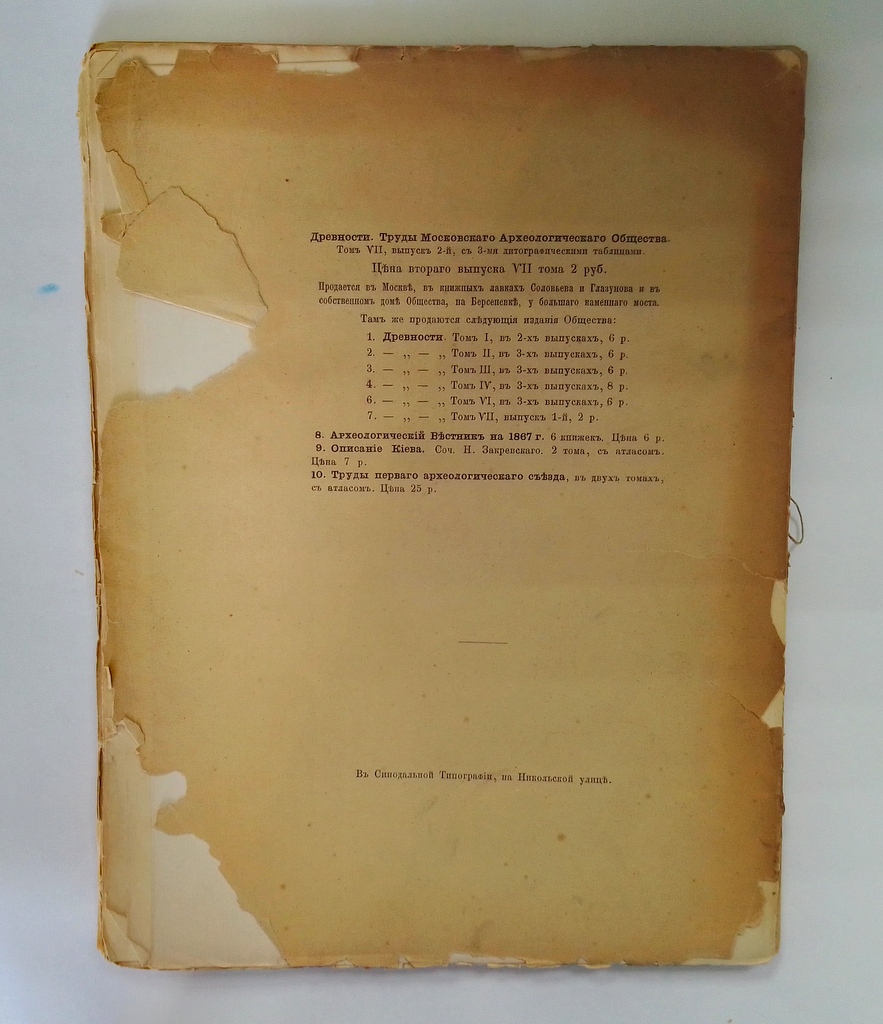 Древности. Труды Московскаго Археологическаго Общества.
Томъ VII, выпускъ 2-й, съ 3-мя литографическими таблицами.
Цѣна втораго выпуска VII тома 2 руб.
Продается въ Москвѣ, въ книжныхъ лавкахъ Соловьева и Глазунова и въ
собственномъ домѣ Общества, на Берсеневкѣ, у большаго каменнаго моста.
Тамъ же продаются слѣдующія изданія Общества:
1. Древности. Томъ I, въ 2-хъ выпускахъ, 6 р.
2. — „ — „ Томъ II, въ 3-хъ выпускахъ, 6 р.
3. — „ — „ Томъ III, въ 3-хъ выпускахъ, 6 р.
4. — „ — „ Томъ IV, въ 3-хъ выпускахъ, 8 р.
6. — „ — „ Томъ VI, въ 3-хъ выпускахъ, 6 р.
7. — „ — „ Томъ VII, выпускъ 1-й, 2 р.
8. Археологическій Вѣстникъ на 1867 г. 6 книжекъ. Цѣна 6 р.
9. Описаніе Кіева. Соч. Н. Закревскаго. 2 тома, съ атласомъ.
Цѣна 7 р.
10. Труды перваго археологическаго съѣзда, въ двухъ томахъ,
съ атласомъ. Цѣна 25 р.
Въ Синодальной Типографіи, на Никольской улицѣ.